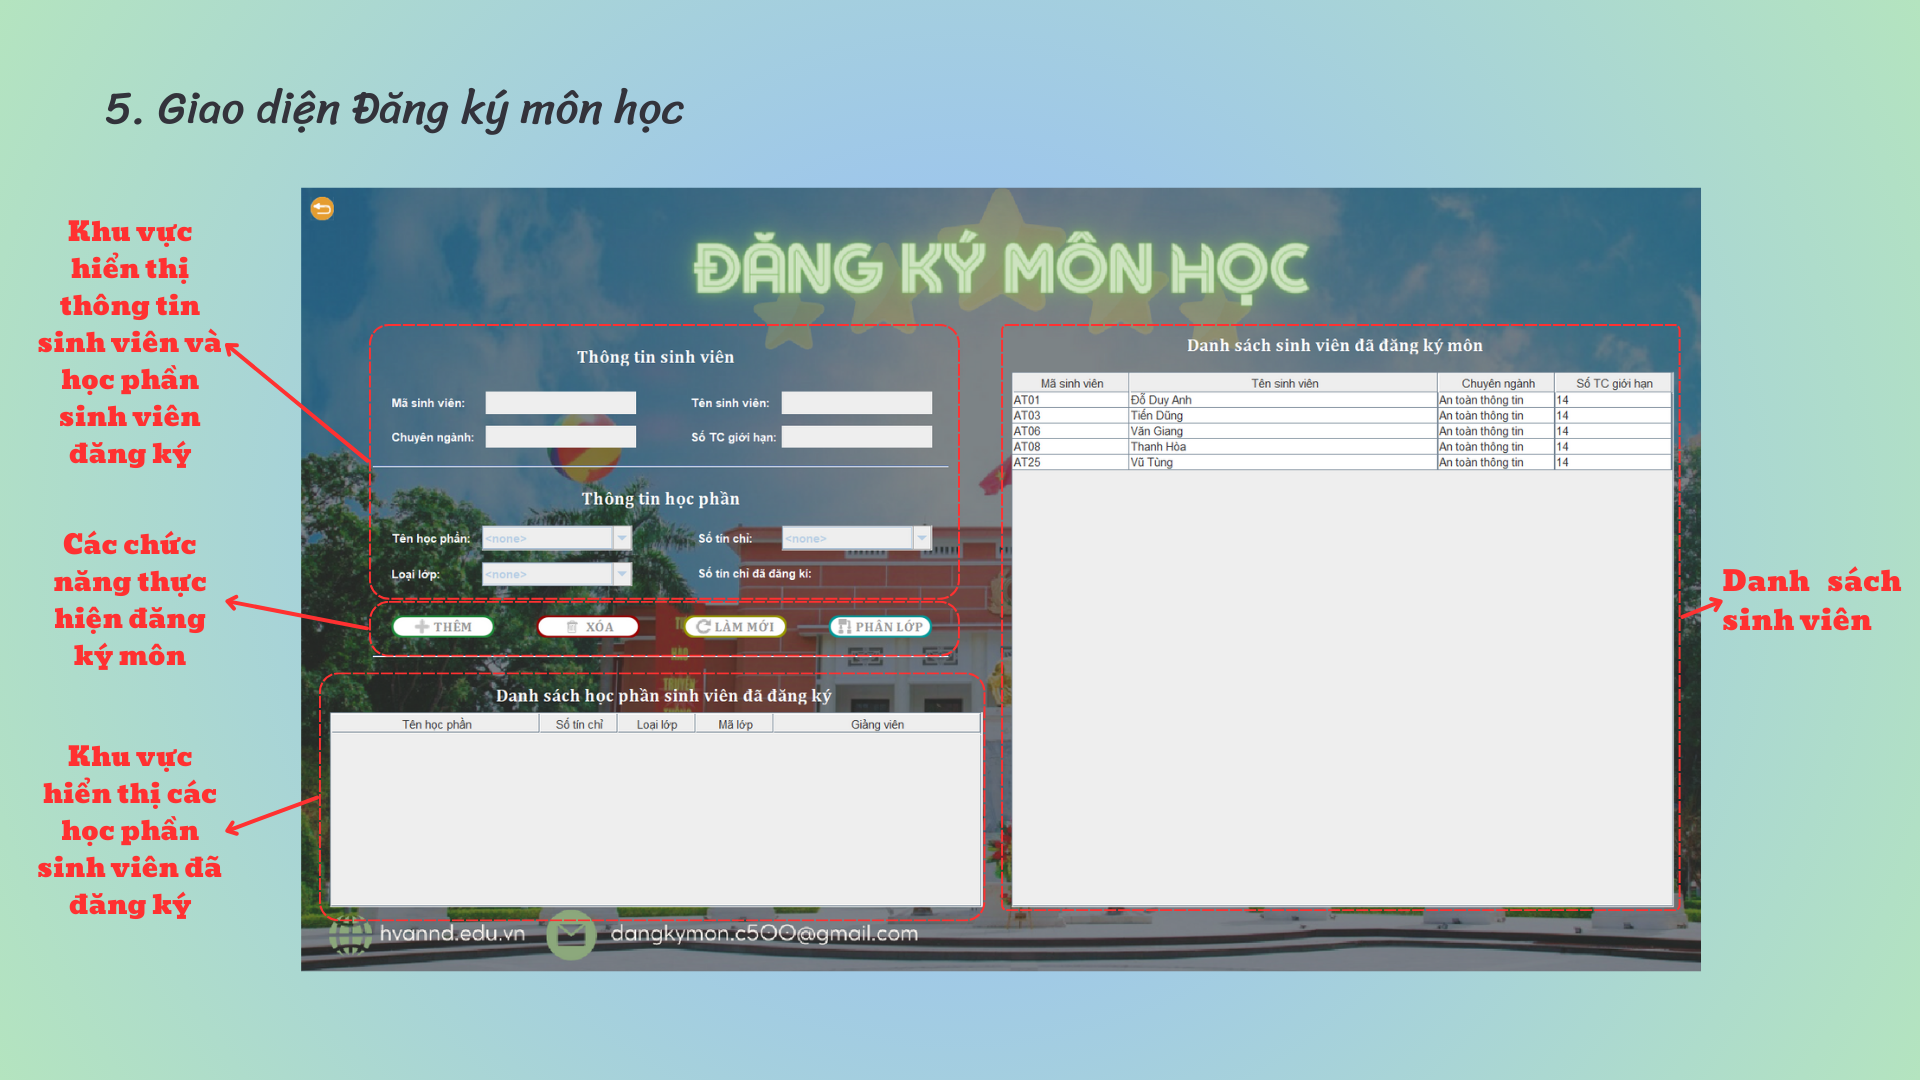 5. Giao diện Đăng ký môn học
Khu vực
hiển thị
thông tin
sinh viên và
học phần
sinh viên
đăng ký
Các chức
năng thực
hiện đăng
ký môn
Khu vực
hiển thị các
học phần
sinh viên đã
đăng ký
ĐĂNG KÝ MÔN HỌC
Thông tin sinh viên
Mã sinh viên:
Tên sinh viên:
Chuyên ngành:
Số TC giới hạn:
Thông tin học phần
Tên học phần: <none>
Số tín chỉ: <none>
Loại lớp: <none>
Số tín chỉ đã đăng kí:
THÊM
XÓA
LÀM MỚI
PHÂN LỚP
Danh sách học phần sinh viên đã đăng ký
Tên học phần Số tín chỉ Loại lớp Mã lớp Giảng viên
Danh sách sinh viên đã đăng ký môn
Mã sinh viên Tên sinh viên Chuyên ngành Số TC giới hạn
AT01 Đỗ Duy Anh An toàn thông tin 14
AT03 Tiến Dũng An toàn thông tin 14
AT06 Văn Giang An toàn thông tin 14
AT08 Thanh Hòa An toàn thông tin 14
AT25 Vũ Tùng An toàn thông tin 14
hvannd.edu.vn
dangkymon.c500@gmail.com
Danh sách
sinh viên